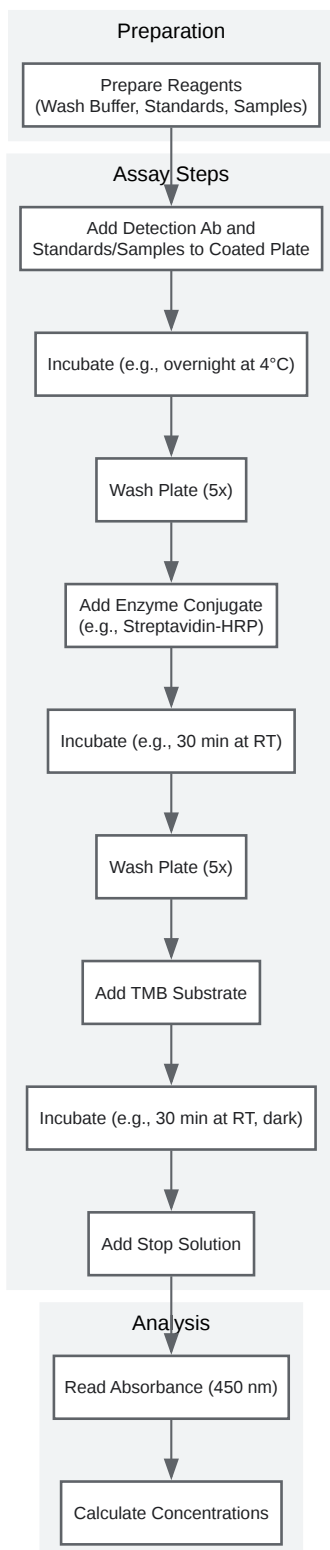 Preparation
Prepare Reagents
(Wash Buffer, Standards, Samples)
Assay Steps
Add Detection Ab and
Standards/Samples to Coated Plate
Incubate (e.g., overnight at 4°C)
Wash Plate (5x)
Add Enzyme Conjugate
(e.g., Streptavidin-HRP)
Incubate (e.g., 30 min at RT)
Wash Plate (5x)
Add TMB Substrate
Incubate (e.g., 30 min at RT, dark)
Add Stop Solution
Analysis
Read Absorbance (450 nm)
Calculate Concentrations